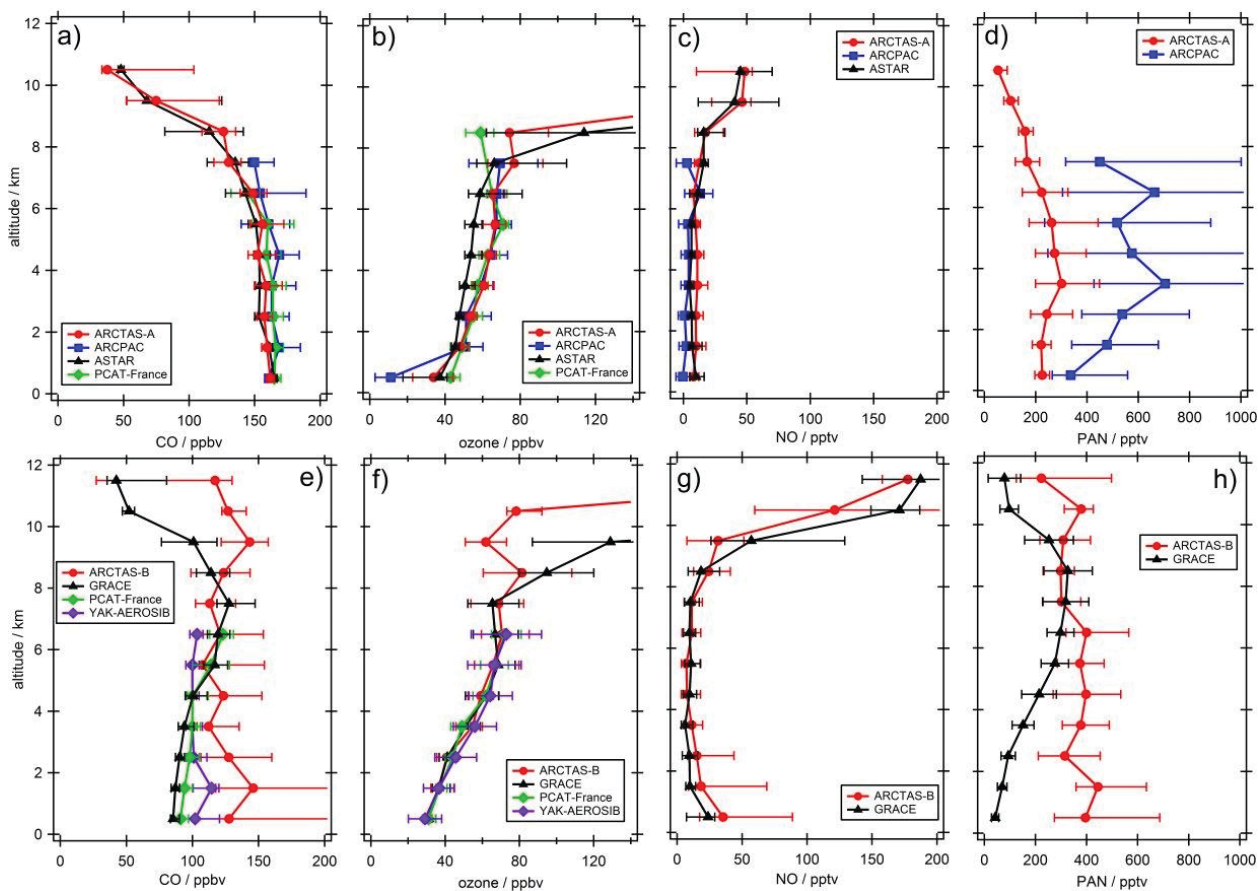 a)
12
10
8
6
4
2
0
altitude / km
ARCTAS-A
ARCPAC
ASTAR
PCAT-France
0 50 100 150 200
CO / ppbv
b)
ARCTAS-A
ARCPAC
ASTAR
PCAT-France
0 40 80 120
ozone / ppbv
c)
ARCTAS-A
ARCPAC
ASTAR
0 50 100 150 200
NO / pptv
d)
ARCTAS-A
ARCPAC
0 200 400 600 800 1000
PAN / pptv
e)
12
10
8
6
4
2
0
altitude / km
ARCTAS-B
GRACE
PCAT-France
YAK-AEROSIB
0 50 100 150 200
CO / ppbv
f)
ARCTAS-B
GRACE
PCAT-France
YAK-AEROSIB
0 40 80 120
ozone / ppbv
g)
ARCTAS-B
GRACE
0 50 100 150 200
NO / pptv
h)
ARCTAS-B
GRACE
0 200 400 600 800 1000
PAN / pptv